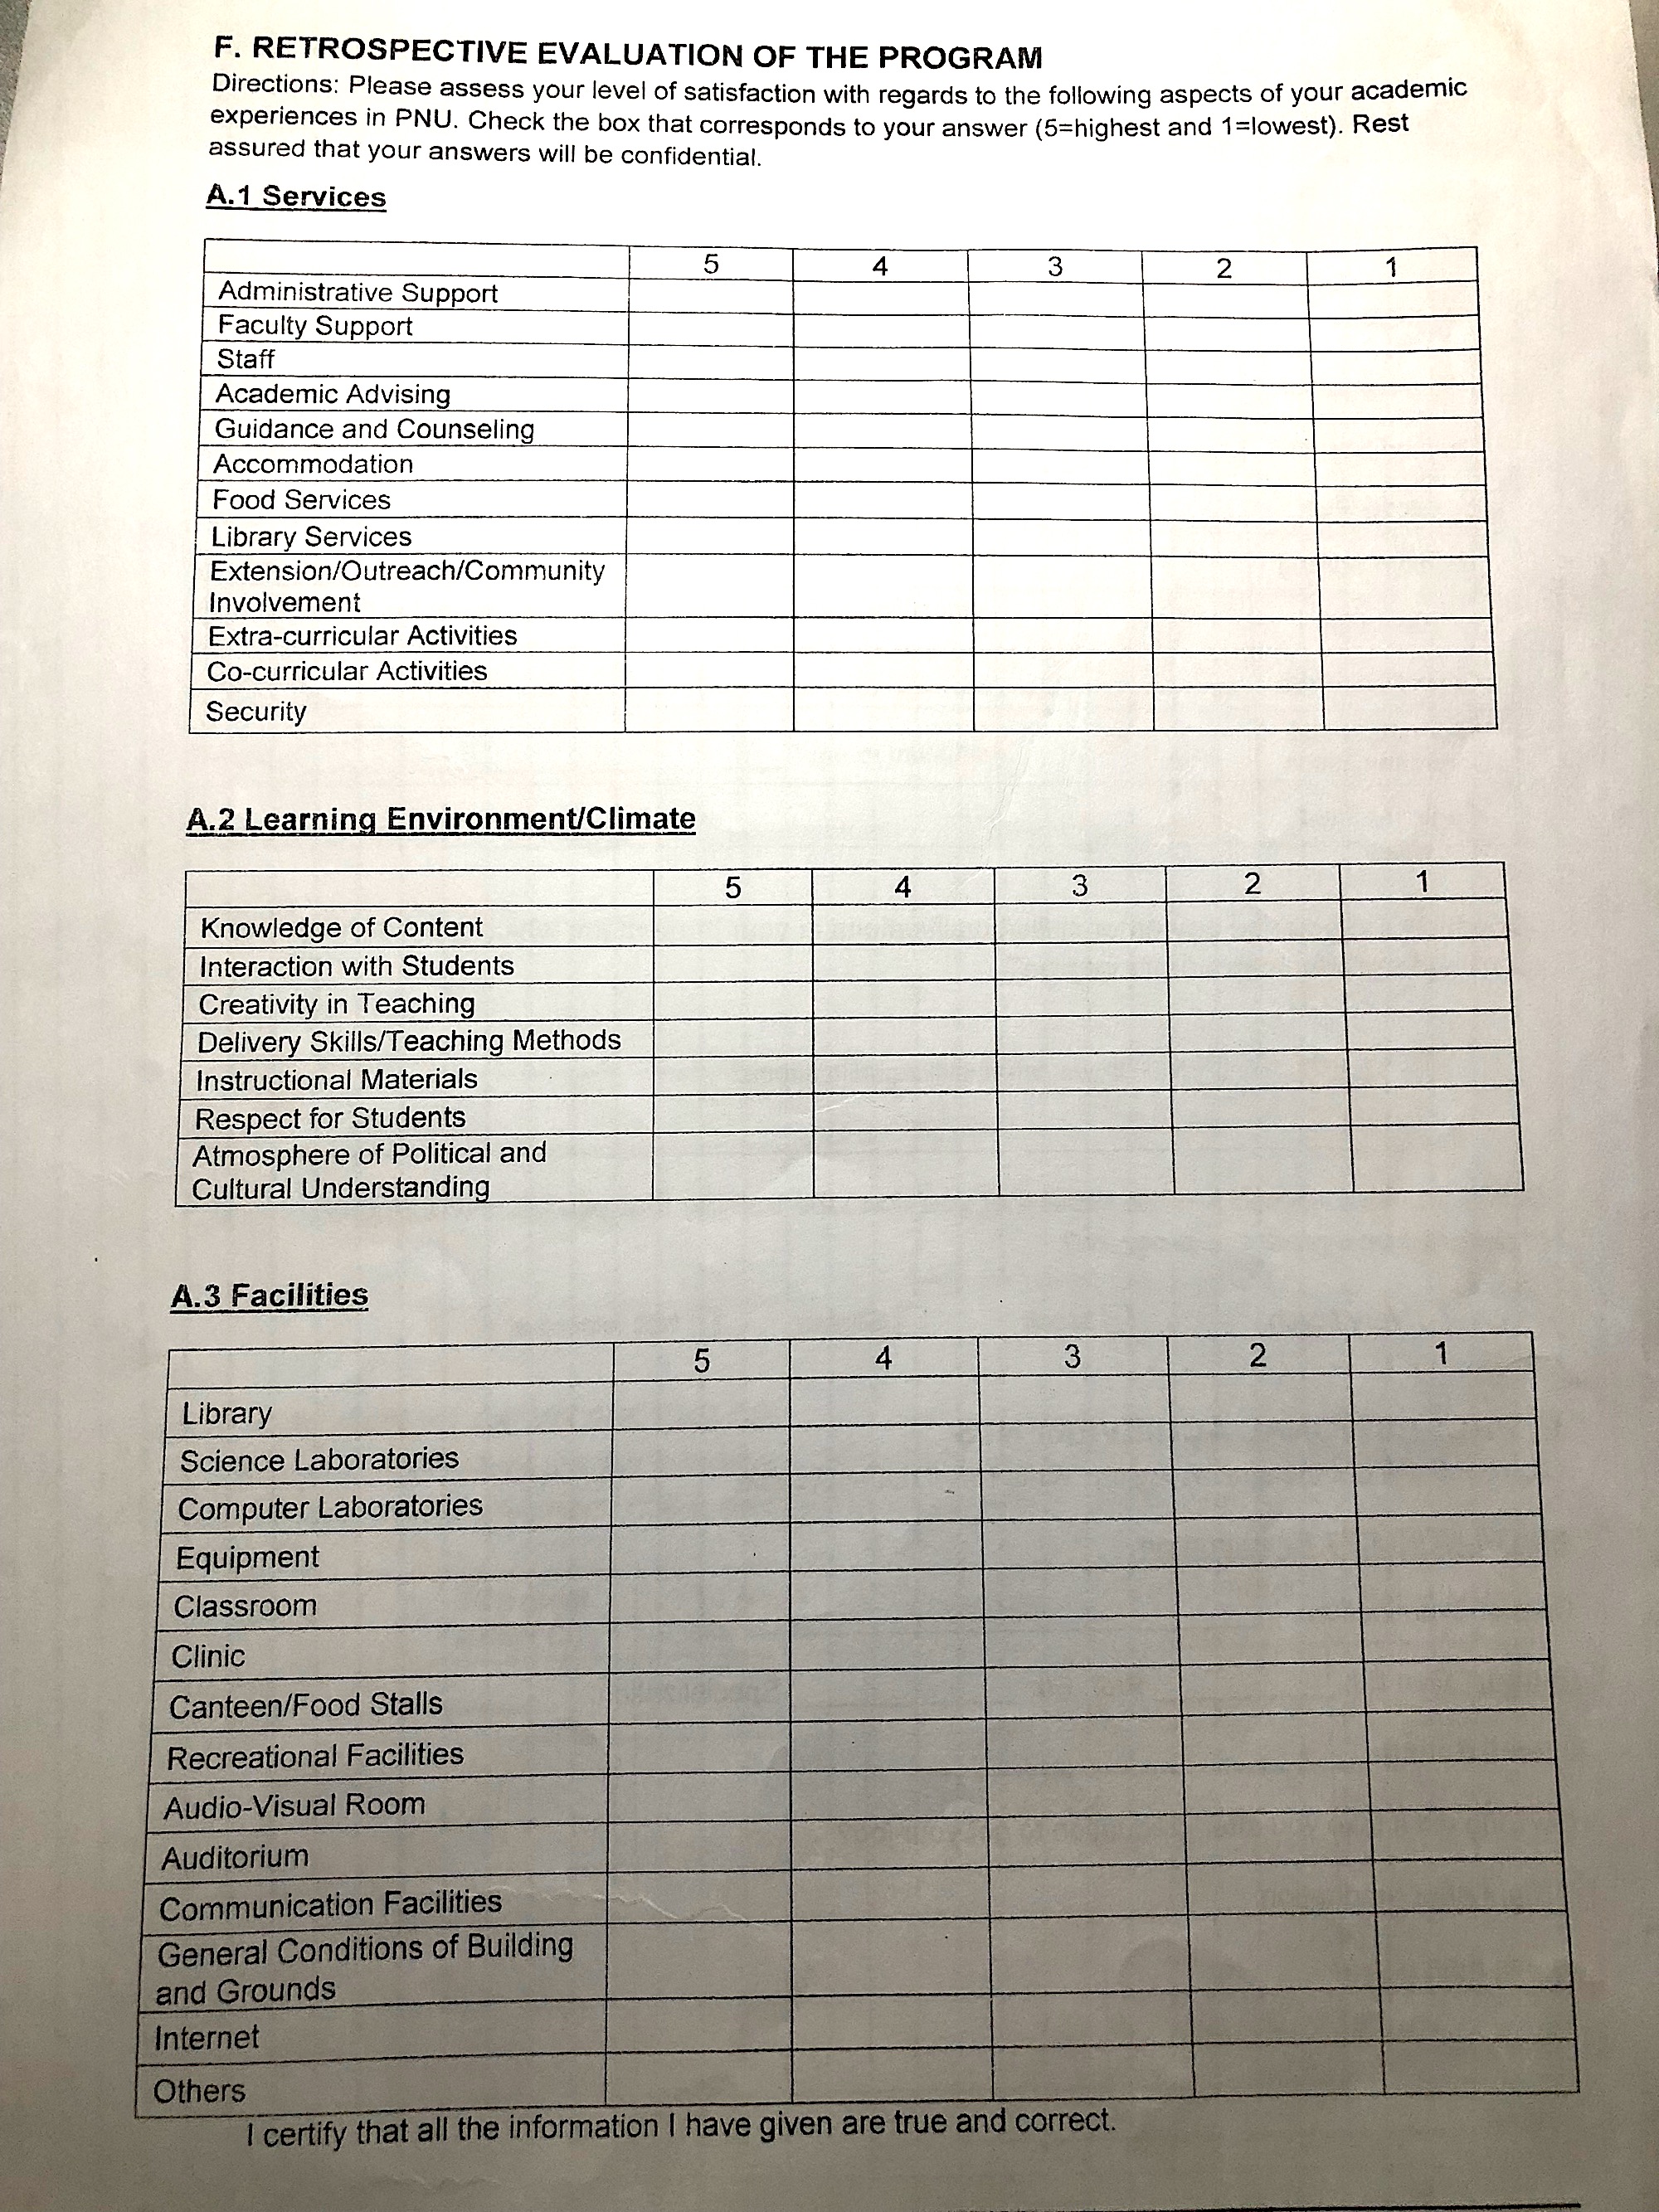 F. RETROSPECTIVE EVALUATION OF THE PROGRAM
Directions: Please assess your level of satisfaction with regards to the following aspects of your academic
experiences in PNU. Check the box that corresponds to your answer (5=highest and 1=lowest). Rest
assured that your answers will be confidential.
A.1 Services
5 4 3 2 1
Administrative Support
Faculty Support
Staff
Academic Advising
Guidance and Counseling
Accommodation
Food Services
Library Services
Extension/Outreach/Community
Involvement
Extra-curricular Activities
Co-curricular Activities
Security
A.2 Learning Environment/Climate
5 4 3 2 1
Knowledge of Content
Interaction with Students
Creativity in Teaching
Delivery Skills/Teaching Methods
Instructional Materials
Respect for Students
Atmosphere of Political and
Cultural Understanding
A.3 Facilities
5 4 3 2 1
Library
Science Laboratories
Computer Laboratories
Equipment
Classroom
Clinic
Canteen/Food Stalls
Recreational Facilities
Audio-Visual Room
Auditorium
Communication Facilities
General Conditions of Building
and Grounds
Internet
Others
I certify that all the information I have given are true and correct.